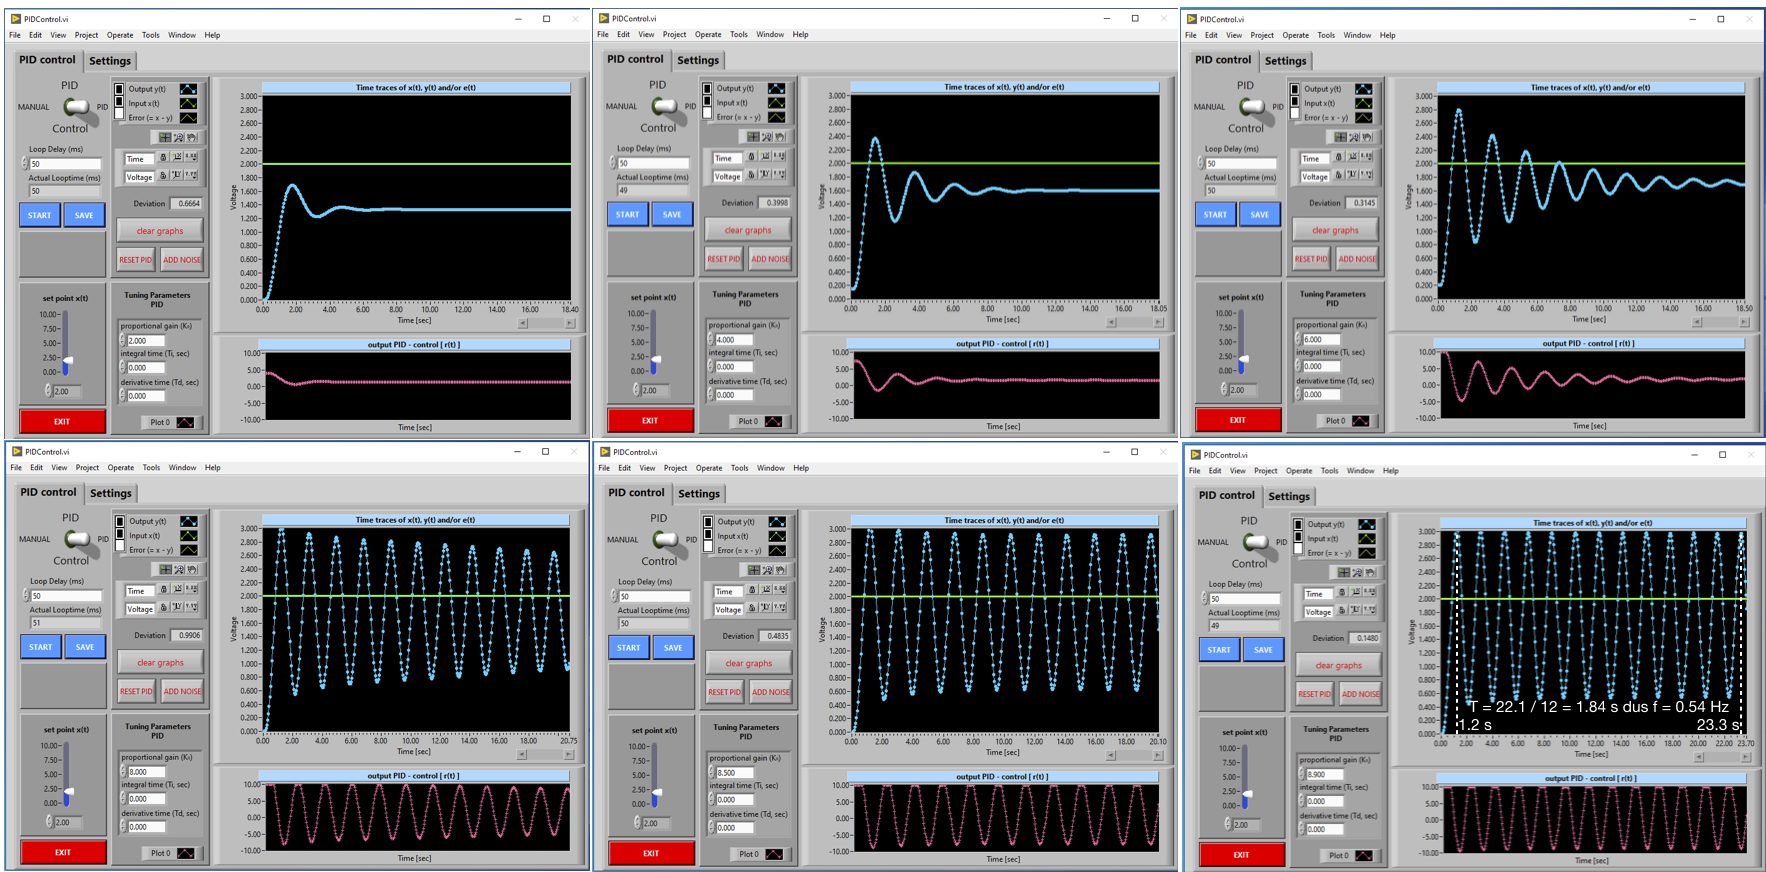 PIDControl.vi
File Edit View Project Operate Tools Window Help
PID control Settings
PID
MANUAL PID
Control
Loop Delay (ms)
50
Actual Looptime (ms)
50
START SAVE
Output y(t)
Input x(t)
Error (= x - y)
Time
Voltage
Deviation 0.6664
clear graphs
RESET PID ADD NOISE
set point x(t)
10.00
7.50
5.00
2.50
0.00
2.00
EXIT
Tuning Parameters
PID
proportional gain (Kₚ)
2.000
integral time (Ti, sec)
0.000
derivative time (Td, sec)
0.000
Plot 0
Time traces of x(t), y(t) and/or e(t)
Voltage
3.000
2.800
2.600
2.400
2.200
2.000
1.800
1.600
1.400
1.200
1.000
0.800
0.600
0.400
0.200
0.000
0.00 2.00 4.00 6.00 8.00 10.00 12.00 14.00 16.00 18.40
Time [sec]
output PID - control [ r(t) ]
10.00
5.00
0.00
-5.00
-10.00
Time [sec]
PIDControl.vi
File Edit View Project Operate Tools Window Help
PID control Settings
PID
MANUAL PID
Control
Loop Delay (ms)
50
Actual Looptime (ms)
49
START SAVE
Output y(t)
Input x(t)
Error (= x - y)
Time
Voltage
Deviation 0.3998
clear graphs
RESET PID ADD NOISE
set point x(t)
10.00
7.50
5.00
2.50
0.00
2.00
EXIT
Tuning Parameters
PID
proportional gain (Kₚ)
4.000
integral time (Ti, sec)
0.000
derivative time (Td, sec)
0.000
Plot 0
Time traces of x(t), y(t) and/or e(t)
Voltage
3.000
2.800
2.600
2.400
2.200
2.000
1.800
1.600
1.400
1.200
1.000
0.800
0.600
0.400
0.200
0.000
0.00 2.00 4.00 6.00 8.00 10.00 12.00 14.00 16.00 18.05
Time [sec]
output PID - control [ r(t) ]
10.00
5.00
0.00
-5.00
-10.00
Time [sec]
PIDControl.vi
File Edit View Project Operate Tools Window Help
PID control Settings
PID
MANUAL PID
Control
Loop Delay (ms)
50
Actual Looptime (ms)
50
START SAVE
Output y(t)
Input x(t)
Error (= x - y)
Time
Voltage
Deviation 0.3145
clear graphs
RESET PID ADD NOISE
set point x(t)
10.00
7.50
5.00
2.50
0.00
2.00
EXIT
Tuning Parameters
PID
proportional gain (Kₚ)
6.000
integral time (Ti, sec)
0.000
derivative time (Td, sec)
0.000
Plot 0
Time traces of x(t), y(t) and/or e(t)
Voltage
3.000
2.800
2.600
2.400
2.200
2.000
1.800
1.600
1.400
1.200
1.000
0.800
0.600
0.400
0.200
0.000
0.00 2.00 4.00 6.00 8.00 10.00 12.00 14.00 16.00 18.50
Time [sec]
output PID - control [ r(t) ]
10.00
5.00
0.00
-5.00
-10.00
Time [sec]
PIDControl.vi
File Edit View Project Operate Tools Window Help
PID control Settings
PID
MANUAL PID
Control
Loop Delay (ms)
50
Actual Looptime (ms)
51
START SAVE
Output y(t)
Input x(t)
Error (= x - y)
Time
Voltage
Deviation 0.9906
clear graphs
RESET PID ADD NOISE
set point x(t)
10.00
7.50
5.00
2.50
0.00
2.00
EXIT
Tuning Parameters
PID
proportional gain (Kₚ)
8.000
integral time (Ti, sec)
0.000
derivative time (Td, sec)
0.000
Plot 0
Time traces of x(t), y(t) and/or e(t)
Voltage
3.000
2.800
2.600
2.400
2.200
2.000
1.800
1.600
1.400
1.200
1.000
0.800
0.600
0.400
0.200
0.000
0.00 2.00 4.00 6.00 8.00 10.00 12.00 14.00 16.00 18.00 20.75
Time [sec]
output PID - control [ r(t) ]
10.00
5.00
0.00
-5.00
-10.00
Time [sec]
PIDControl.vi
File Edit View Project Operate Tools Window Help
PID control Settings
PID
MANUAL PID
Control
Loop Delay (ms)
50
Actual Looptime (ms)
50
START SAVE
Output y(t)
Input x(t)
Error (= x - y)
Time
Voltage
Deviation 0.4835
clear graphs
RESET PID ADD NOISE
set point x(t)
10.00
7.50
5.00
2.50
0.00
2.00
EXIT
Tuning Parameters
PID
proportional gain (Kₚ)
8.500
integral time (Ti, sec)
0.000
derivative time (Td, sec)
0.000
Plot 0
Time traces of x(t), y(t) and/or e(t)
Voltage
3.000
2.800
2.600
2.400
2.200
2.000
1.800
1.600
1.400
1.200
1.000
0.800
0.600
0.400
0.200
0.000
0.00 2.00 4.00 6.00 8.00 10.00 12.00 14.00 16.00 18.00 20.10
Time [sec]
output PID - control [ r(t) ]
10.00
5.00
0.00
-5.00
-10.00
Time [sec]
PIDControl.vi
File Edit View Project Operate Tools Window Help
PID control Settings
PID
MANUAL PID
Control
Loop Delay (ms)
50
Actual Looptime (ms)
49
START SAVE
Output y(t)
Input x(t)
Error (= x - y)
Time
Voltage
Deviation 0.1480
clear graphs
RESET PID ADD NOISE
set point x(t)
10.00
7.50
5.00
2.50
0.00
2.00
EXIT
Tuning Parameters
PID
proportional gain (Kₚ)
8.900
integral time (Ti, sec)
0.000
derivative time (Td, sec)
0.000
Plot 0
Time traces of x(t), y(t) and/or e(t)
Voltage
3.000
2.800
2.600
2.400
2.200
2.000
1.800
1.600
1.400
1.200
1.000
0.800
0.600
0.400
0.200
0.000
T = 22.1 / 12 = 1.84 s dus f = 0.54 Hz
1.2 s 23.3 s
0.00 2.00 4.00 6.00 8.00 10.00 12.00 14.00 16.00 18.00 22.00 23.70
Time [sec]
output PID - control [ r(t) ]
10.00
5.00
0.00
-5.00
-10.00
Time [sec]